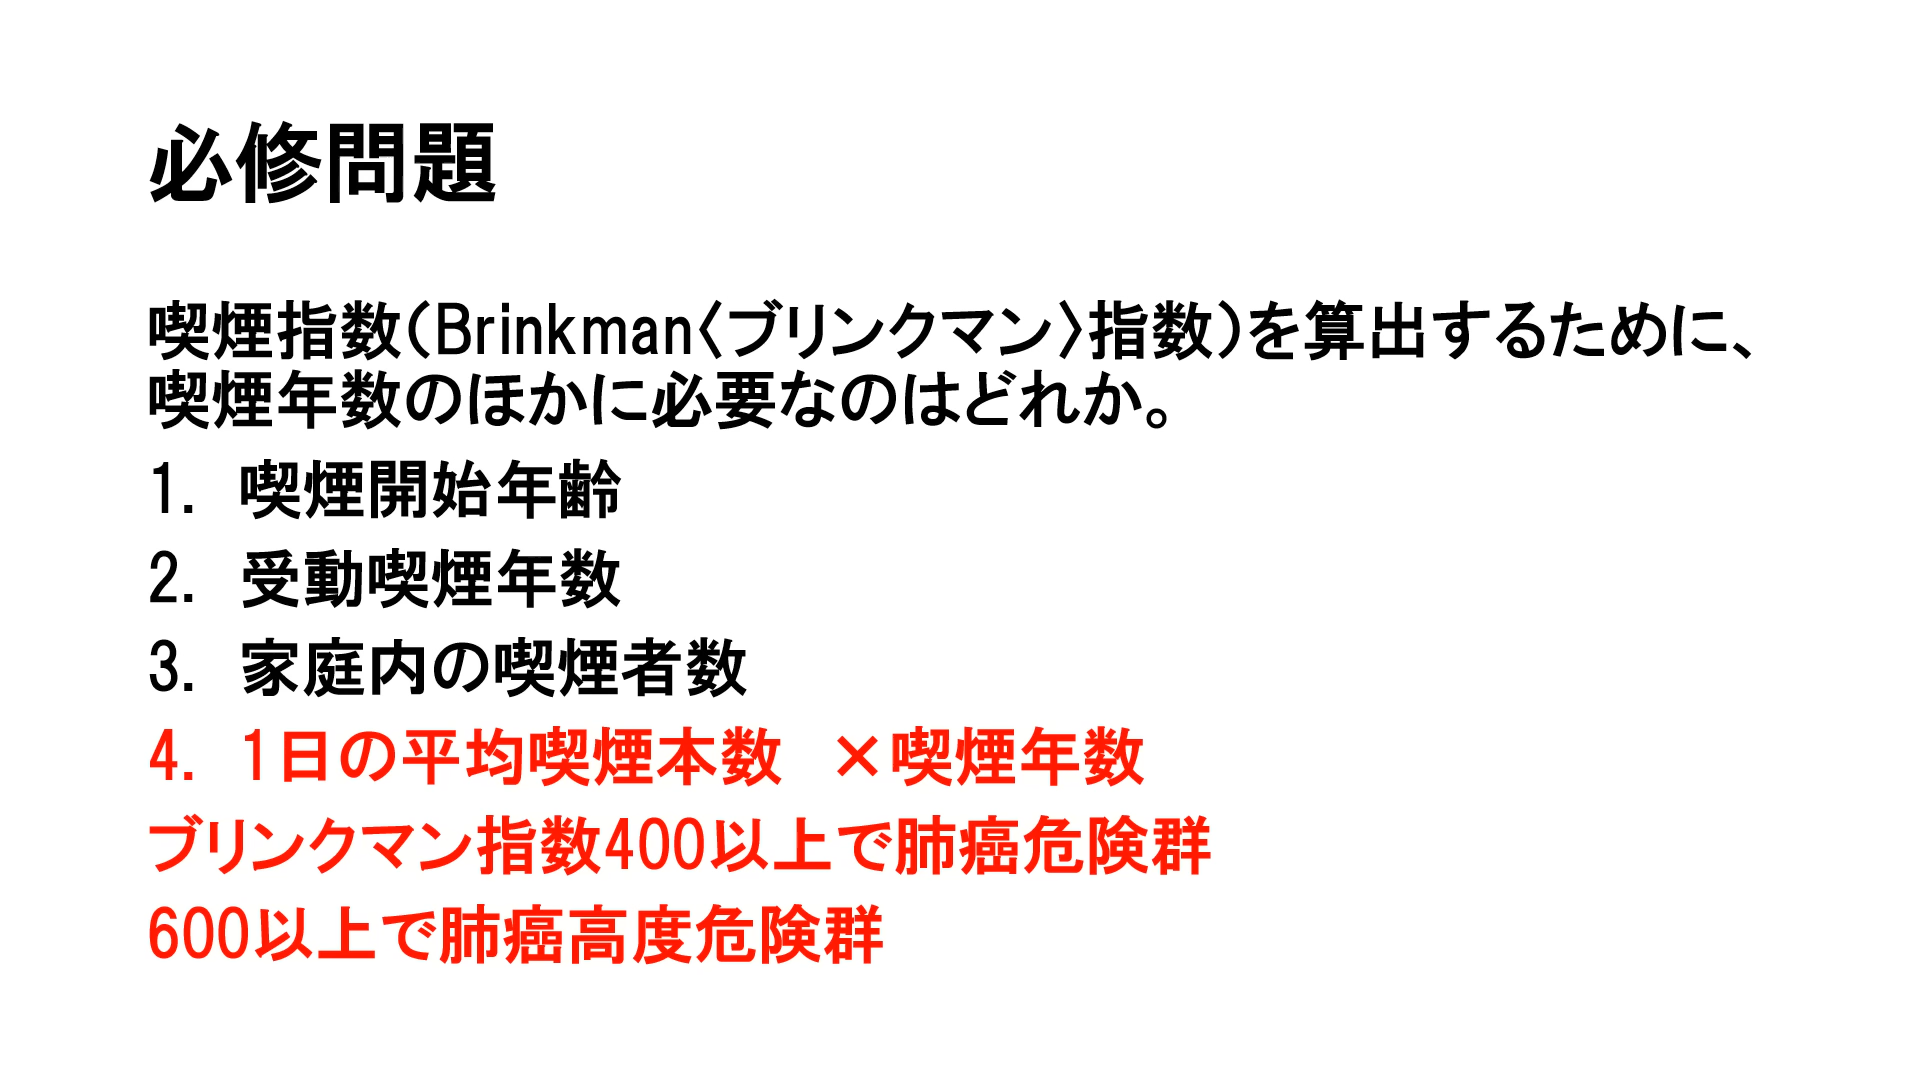 必修問題
喫煙指数(Brinkman〈ブリンクマン〉指数)を算出するために、
喫煙年数のほかに必要なのはどれか。
1. 喫煙開始年齢
2. 受動喫煙年数
3. 家庭内の喫煙者数
4. 1日の平均喫煙本数 ×喫煙年数
ブリンクマン指数400以上で肺癌危険群
600以上で肺癌高度危険群